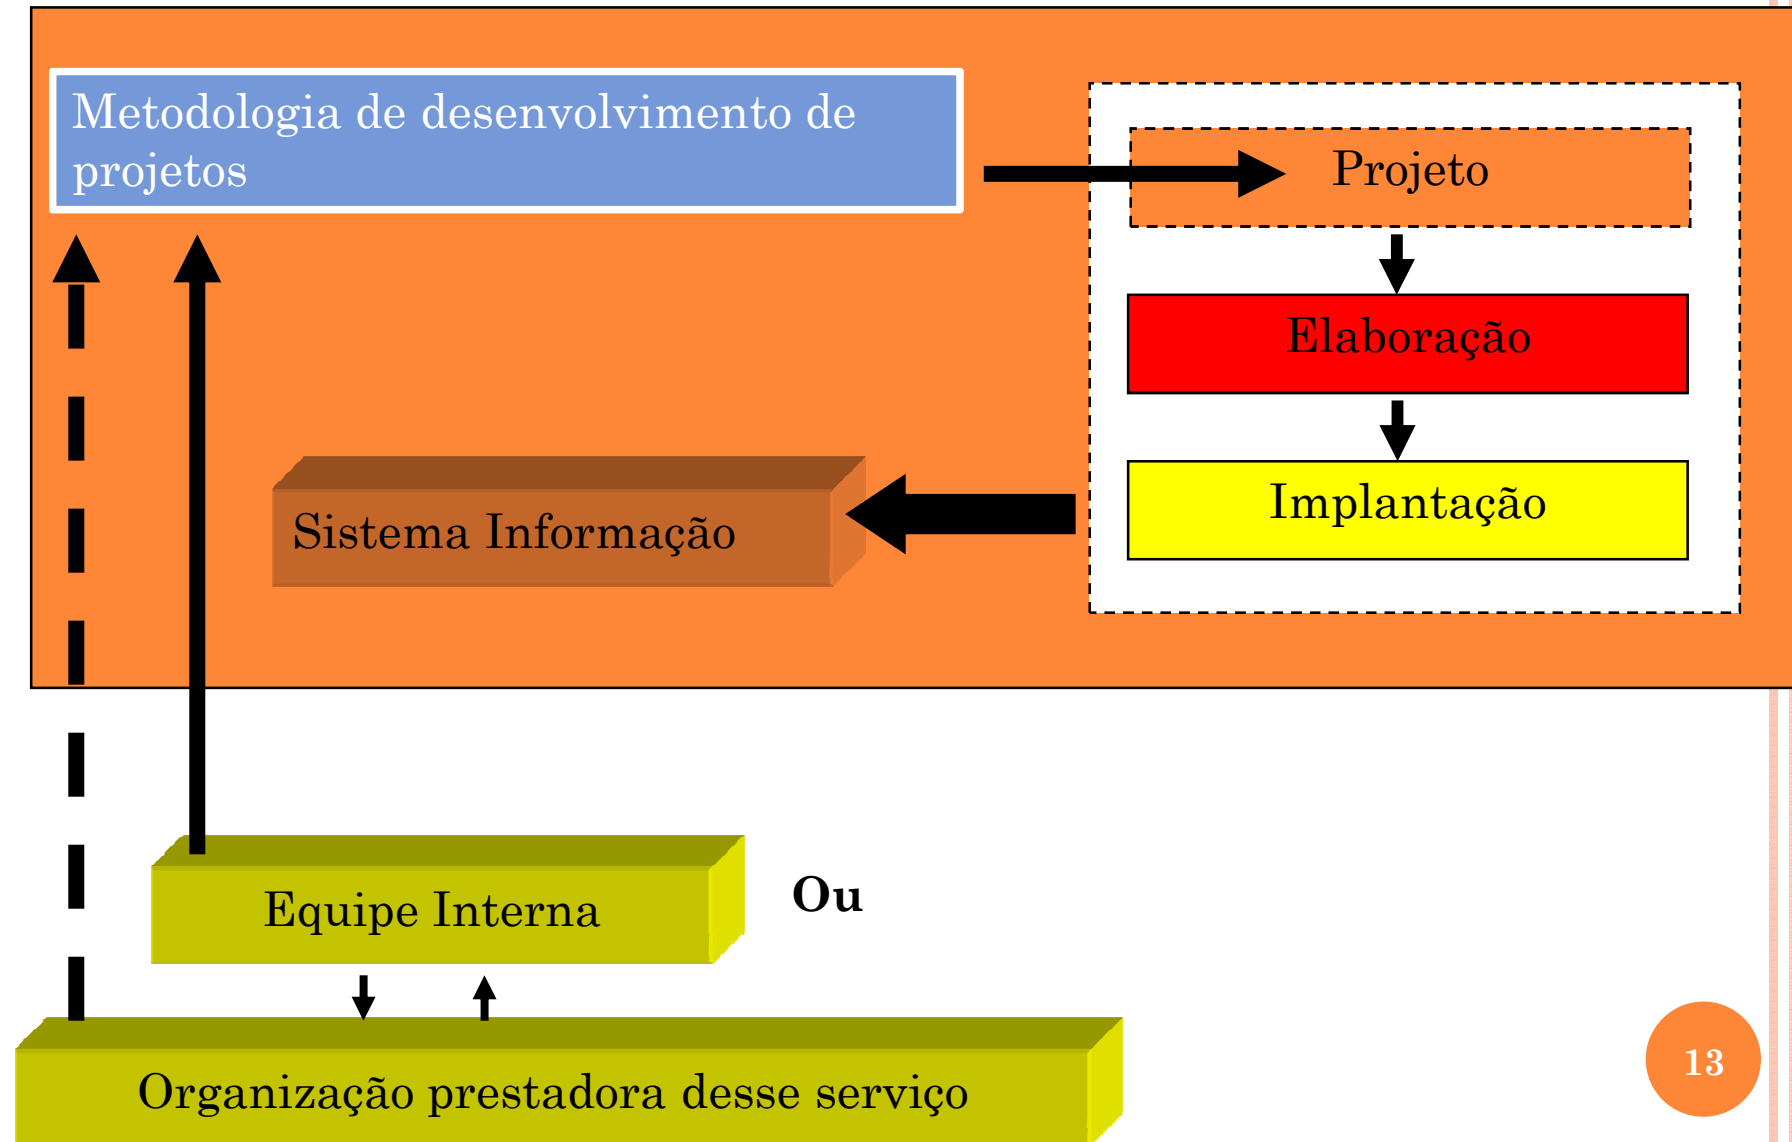 Metodologia de desenvolvimento de
projetos
Projeto
Elaboração
Implantação
Sistema Informação
Equipe Interna
Ou
Organização prestadora desse serviço
13